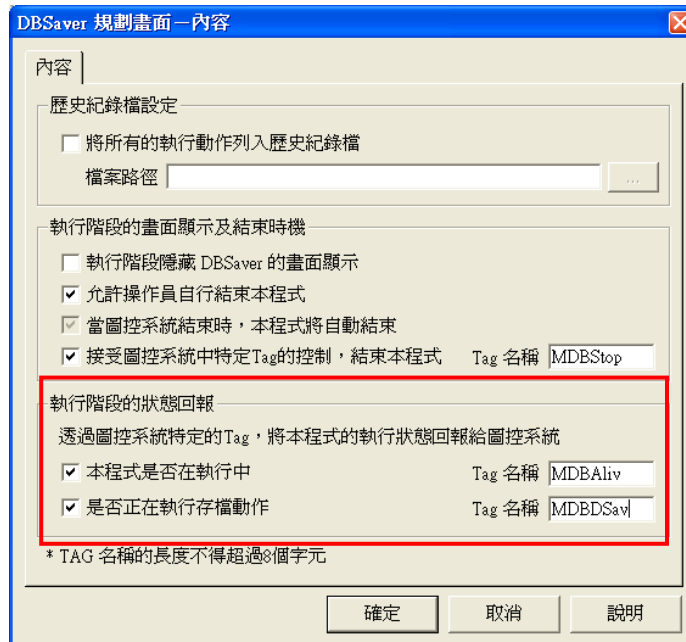 DBSaver 規劃畫面－內容
內容
歷史紀錄檔設定
將所有的執行動作列入歷史紀錄檔
檔案路徑 ...
執行階段的畫面顯示及結束時機
執行階段隱藏 DBSaver 的畫面顯示
允許操作員自行結束本程式
當圖控系統結束時，本程式將自動結束
接受圖控系統中特定Tag的控制，結束本程式 Tag 名稱 MDBStop
執行階段的狀態回報
透過圖控系統特定的Tag，將本程式的執行狀態回報給圖控系統
本程式是否在執行中 Tag 名稱 MDBAliv
是否正在執行存檔動作 Tag 名稱 MDBDSav
* TAG 名稱的長度不得超過8個字元
確定 取消 說明